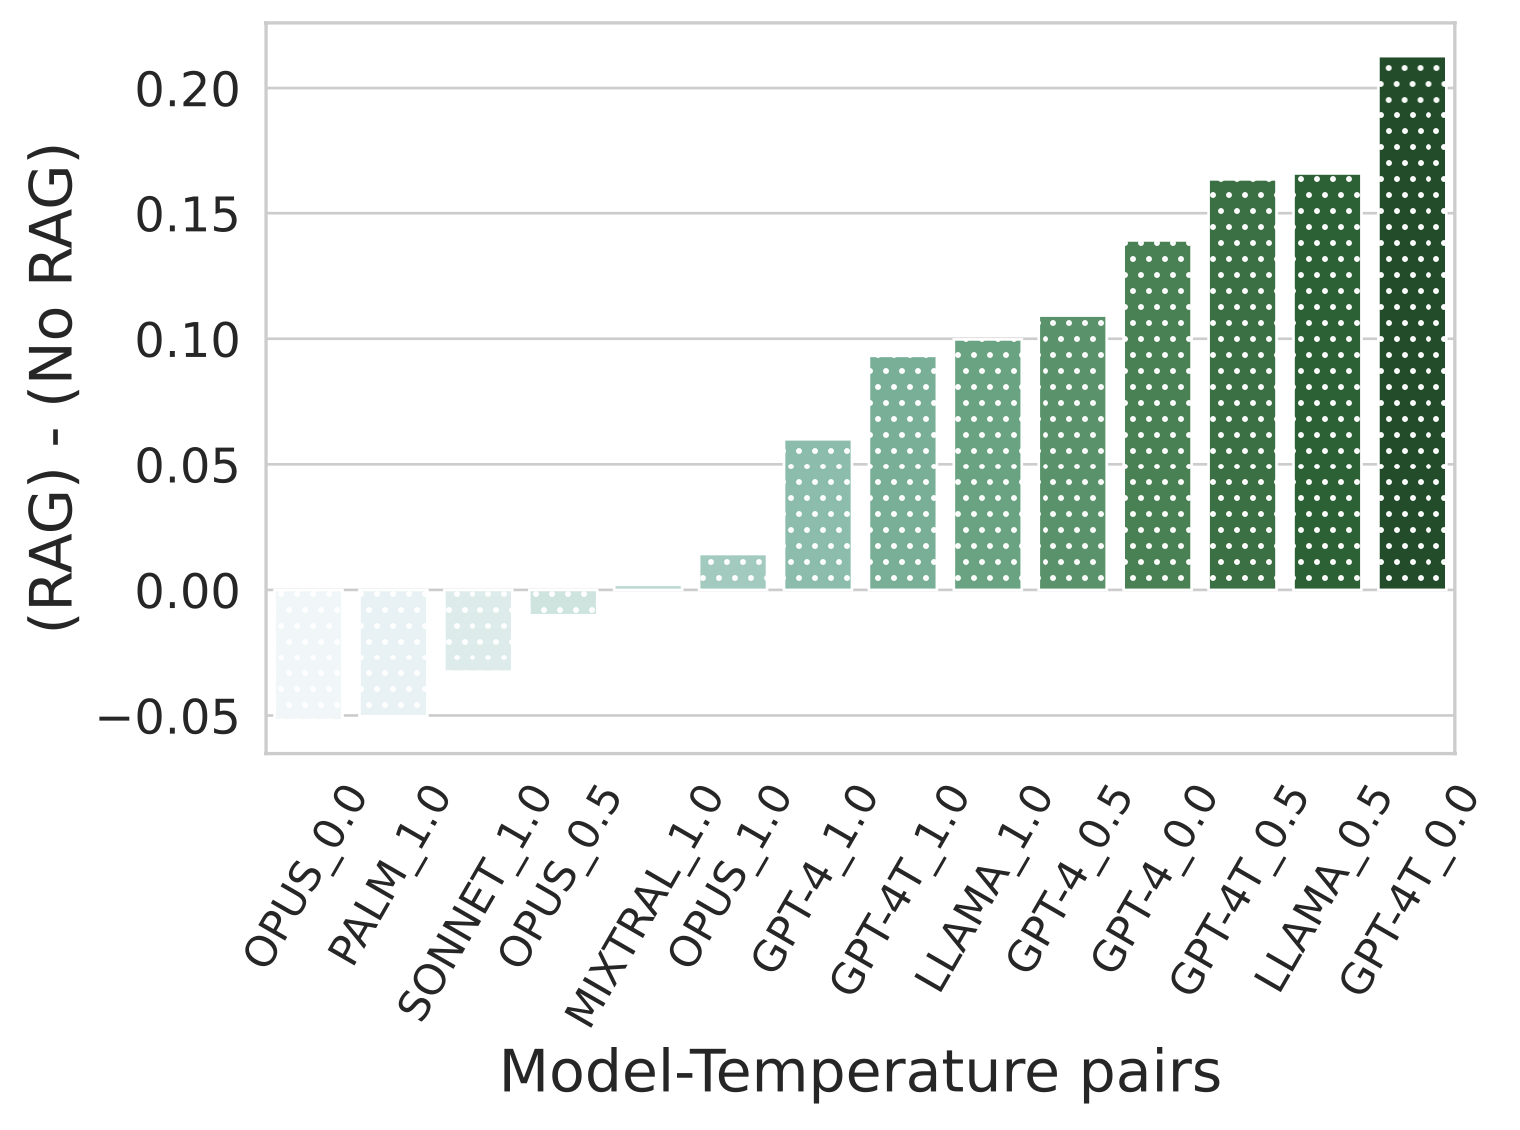 (RAG) - (No RAG)
0.20
0.15
0.10
0.05
0.00
−0.05
OPUS_0.0
PALM_1.0
SONNET_1.0
OPUS_0.5
MIXTRAL_1.0
OPUS_1.0
GPT-4_1.0
GPT-4T_1.0
LLAMA_1.0
GPT-4_0.5
GPT-4_0.0
GPT-4T_0.5
LLAMA_0.5
GPT-4T_0.0
Model-Temperature pairs